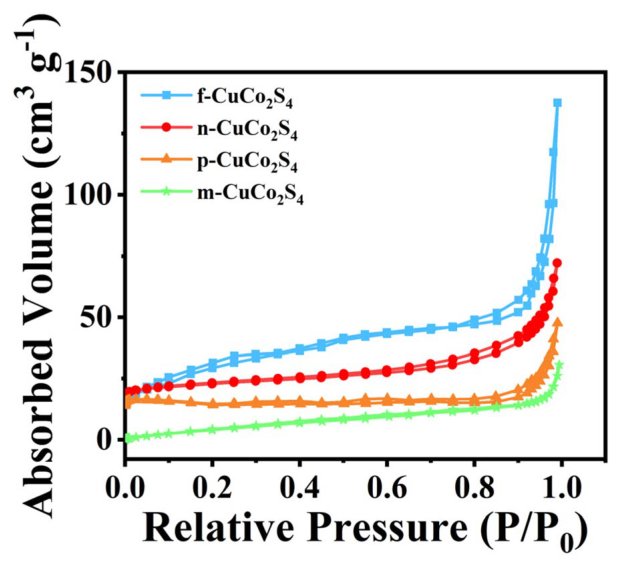 Absorbed Volume (cm³ g⁻¹)
150
100
50
0
f-CuCo₂S₄
n-CuCo₂S₄
p-CuCo₂S₄
m-CuCo₂S₄
0.0 0.2 0.4 0.6 0.8 1.0
Relative Pressure (P/P₀)